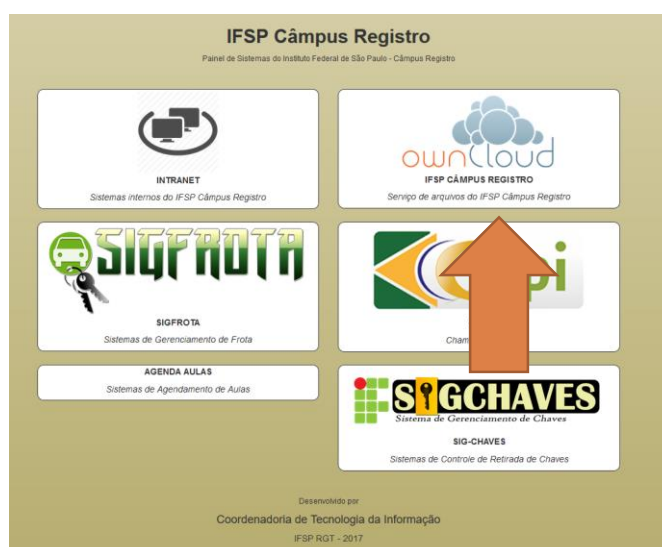 IFSP Câmpus Registro
Painel de Sistemas do Instituto Federal de São Paulo - Câmpus Registro
INTRANET
Sistemas internos do IFSP Câmpus Registro
ownCloud
IFSP CÂMPUS REGISTRO
Serviço de arquivos do IFSP Câmpus Registro
SIGFROTA
SIGFROTA
Sistemas de Gerenciamento de Frota
pi
AGENDA AULAS
Sistemas de Agendamento de Aulas
SIGCHAVES
Sistema de Gerenciamento de Chaves
SIG-CHAVES
Sistemas de Controle de Retirada de Chaves
Desenvolvido por
Coordenadoria de Tecnologia da Informação
IFSP RGT - 2017